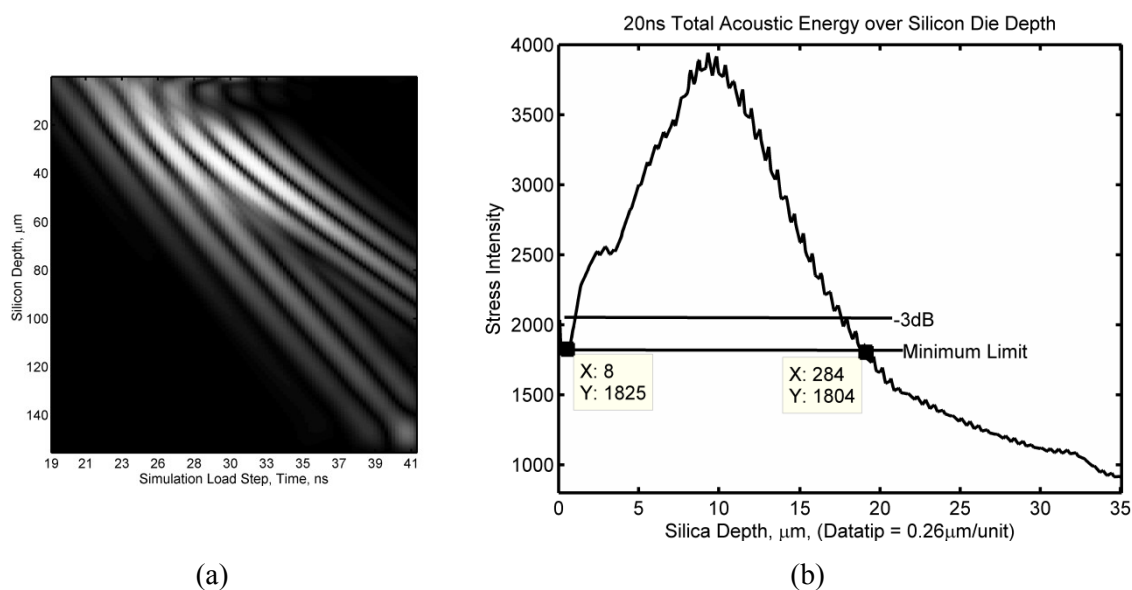 20
40
60
80
100
120
140
Silicon Depth, μm
19 21 23 26 28 30 33 35 37 39 41
Simulation Load Step, Time, ns
(a)
20ns Total Acoustic Energy over Silicon Die Depth
4000
3500
3000
2500
2000
1500
1000
Stress Intensity
-3dB
Minimum Limit
X: 8
Y: 1825
X: 284
Y: 1804
0 5 10 15 20 25 30 35
Silica Depth, μm, (Datatip = 0.26μm/unit)
(b)